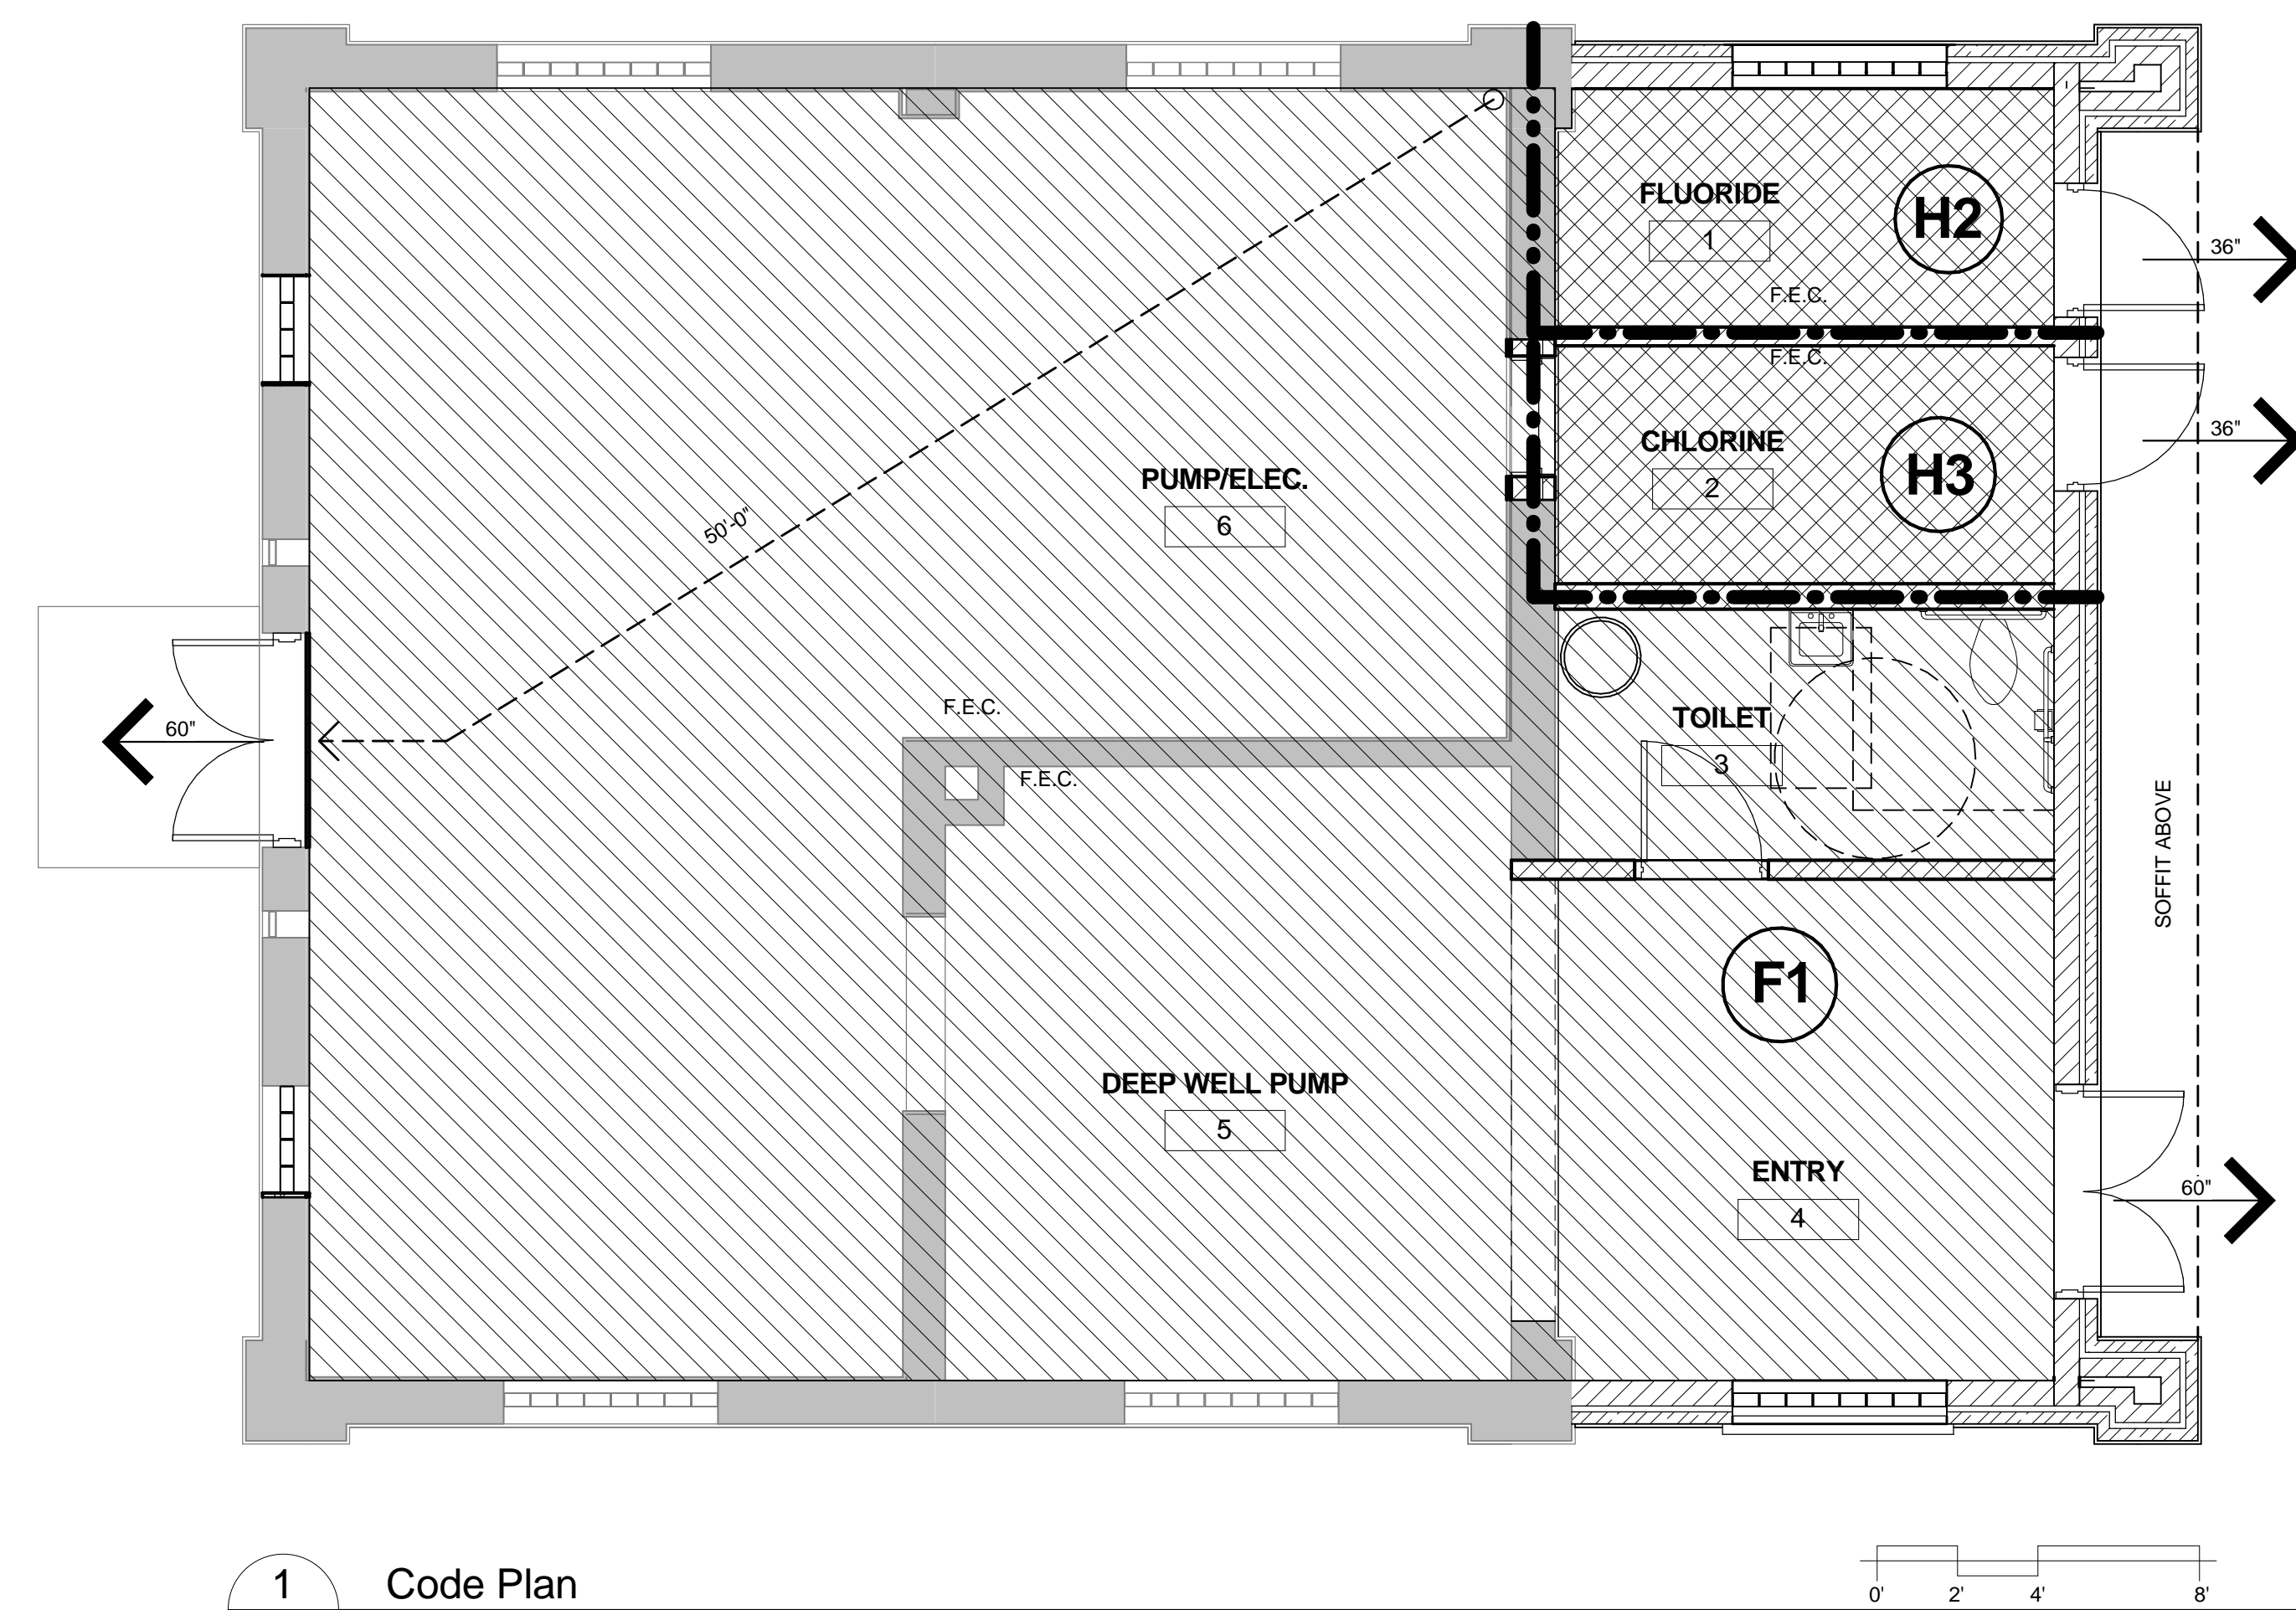 FLUORIDE
1
H2
36"
F.E.C.
F.E.C.
36"
CHLORINE
2
H3
PUMP/ELEC.
6
50'-0"
F.E.C.
F.E.C.
60"
TOILET
3
SOFFIT ABOVE
F1
DEEP WELL PUMP
5
ENTRY
4
60"
1
Code Plan
0' 2' 4' 8'